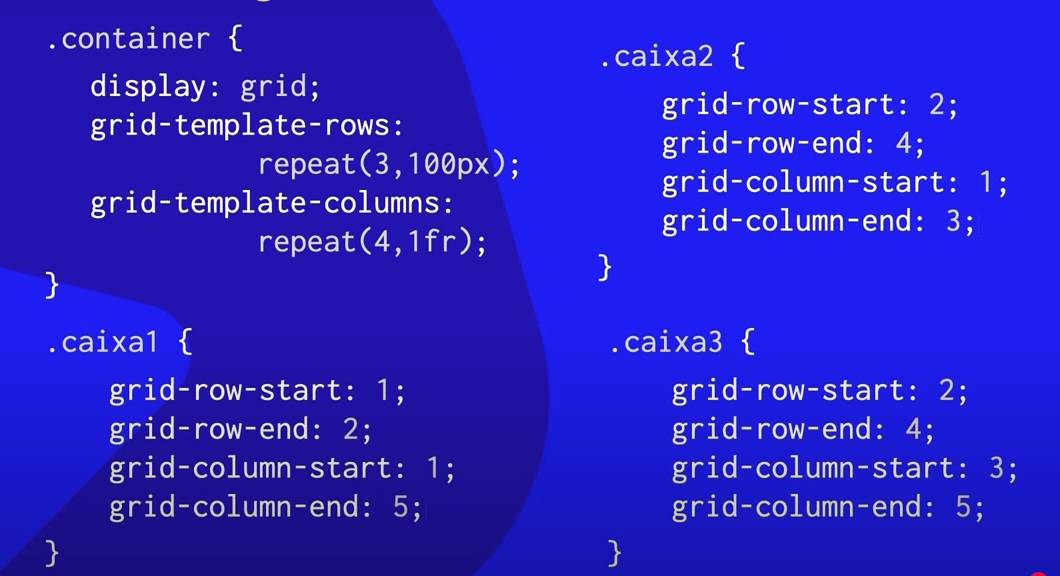 .container {
display: grid;
grid-template-rows:
repeat(3,100px);
grid-template-columns:
repeat(4,1fr);
}
.caixa1 {
grid-row-start: 1;
grid-row-end: 2;
grid-column-start: 1;
grid-column-end: 5;
}
.caixa2 {
grid-row-start: 2;
grid-row-end: 4;
grid-column-start: 1;
grid-column-end: 3;
}
.caixa3 {
grid-row-start: 2;
grid-row-end: 4;
grid-column-start: 3;
grid-column-end: 5;
}